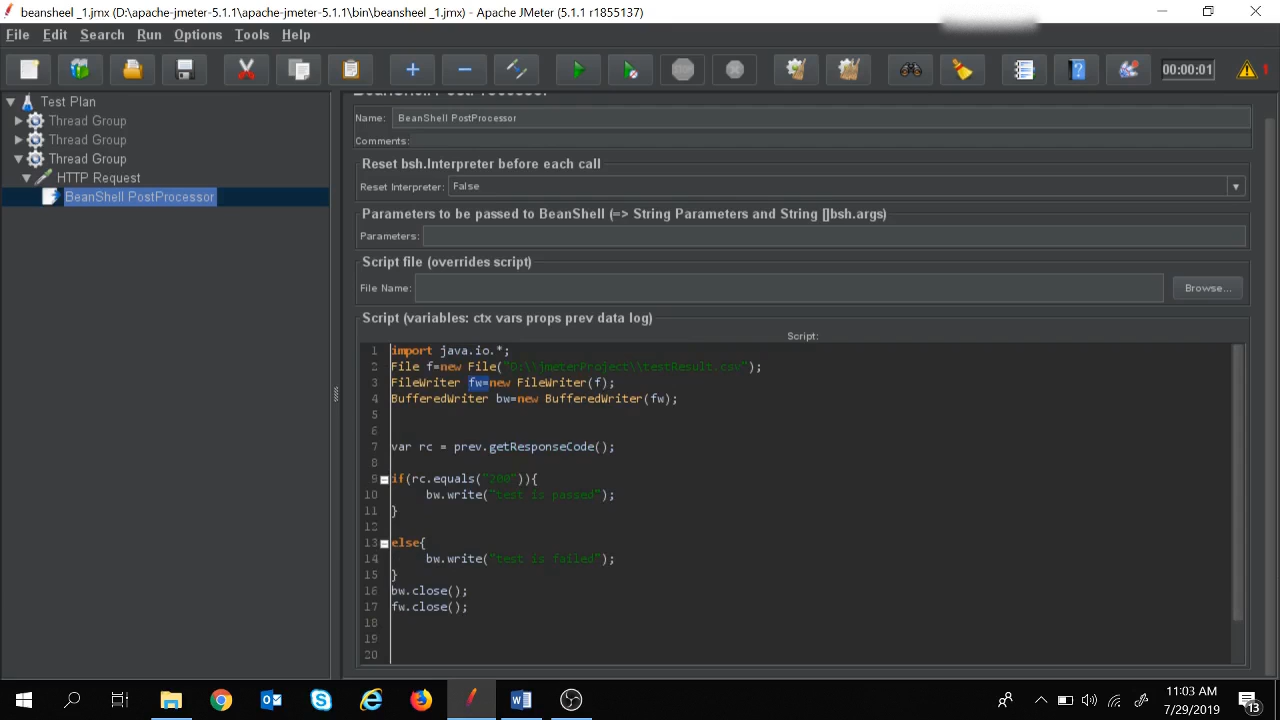 beansheel _1.jmx (D:\apache-jmeter-5.1.1\apache-jmeter-5.1.1\bin\beansheel _1.jmx) - Apache JMeter (5.1.1 r1855137)
File Edit Search Run Options Tools Help
00:00:01 1
Test Plan
Thread Group
Thread Group
Thread Group
HTTP Request
BeanShell PostProcessor
BeanShell PostProcessor
Name: BeanShell PostProcessor
Comments:
Reset bsh.Interpreter before each call
Reset Interpreter: False
Parameters to be passed to BeanShell (=> String Parameters and String []bsh.args)
Parameters:
Script file (overrides script)
File Name: Browse...
Script (variables: ctx vars props prev data log)
Script:
1 import java.io.*;
2 File f=new File("D:\\jmeterProject\\testResult.csv");
3 FileWriter fw=new FileWriter(f);
4 BufferedWriter bw=new BufferedWriter(fw);
5
6
7 var rc = prev.getResponseCode();
8
9 if(rc.equals("200")){
10 bw.write("test is passed");
11 }
12
13 else{
14 bw.write("test is failed");
15 }
16 bw.close();
17 fw.close();
18
19
20
11:03 AM
7/29/2019
13